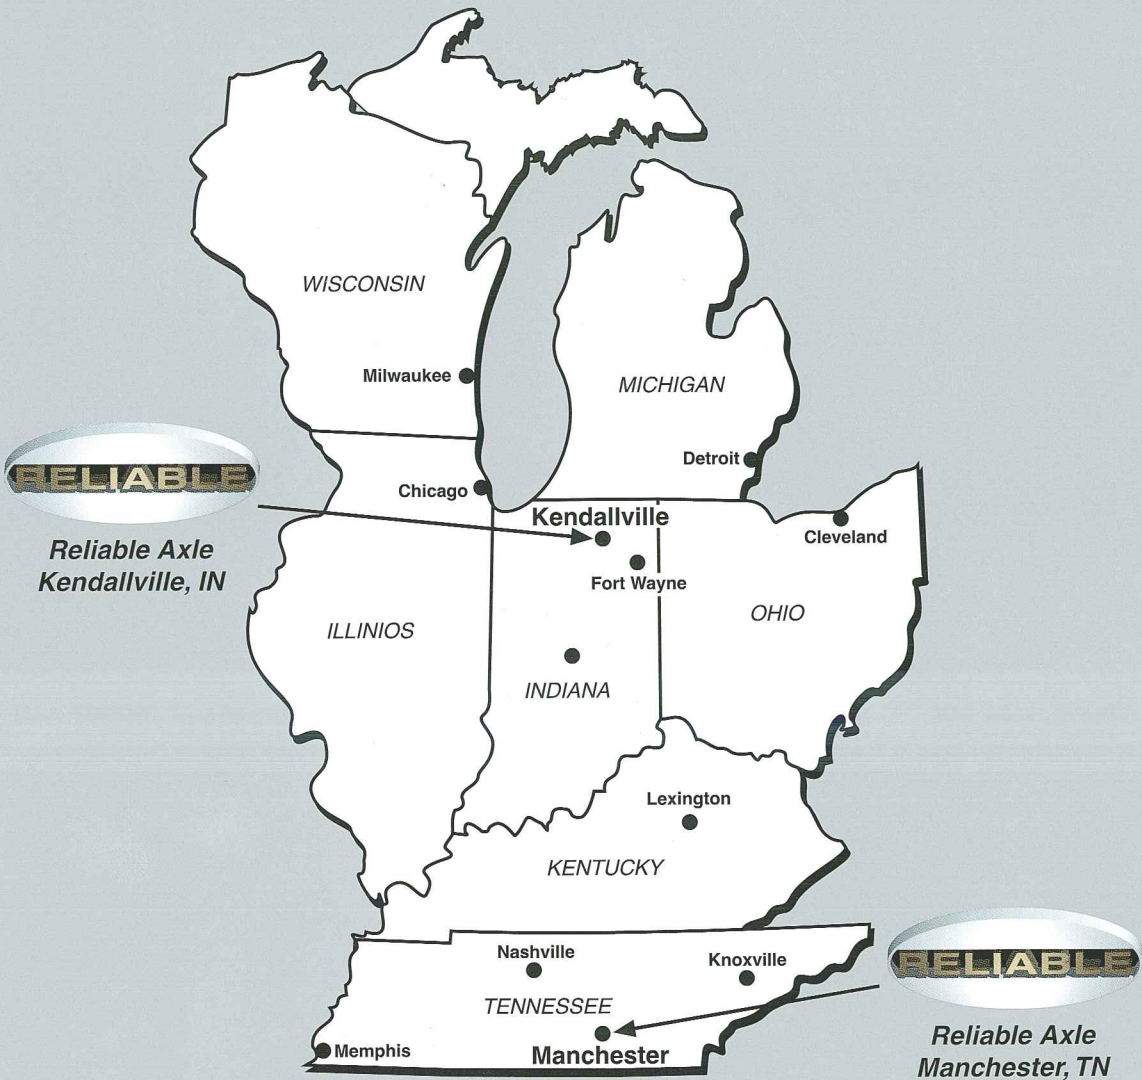 WISCONSIN
Milwaukee
MICHIGAN
RELIABLE
Reliable Axle
Kendallville, IN
Detroit
Chicago
Kendallville
Cleveland
Fort Wayne
ILLINIOS
OHIO
INDIANA
Lexington
KENTUCKY
Nashville
Knoxville
TENNESSEE
Memphis
Manchester
RELIABLE
Reliable Axle
Manchester, TN